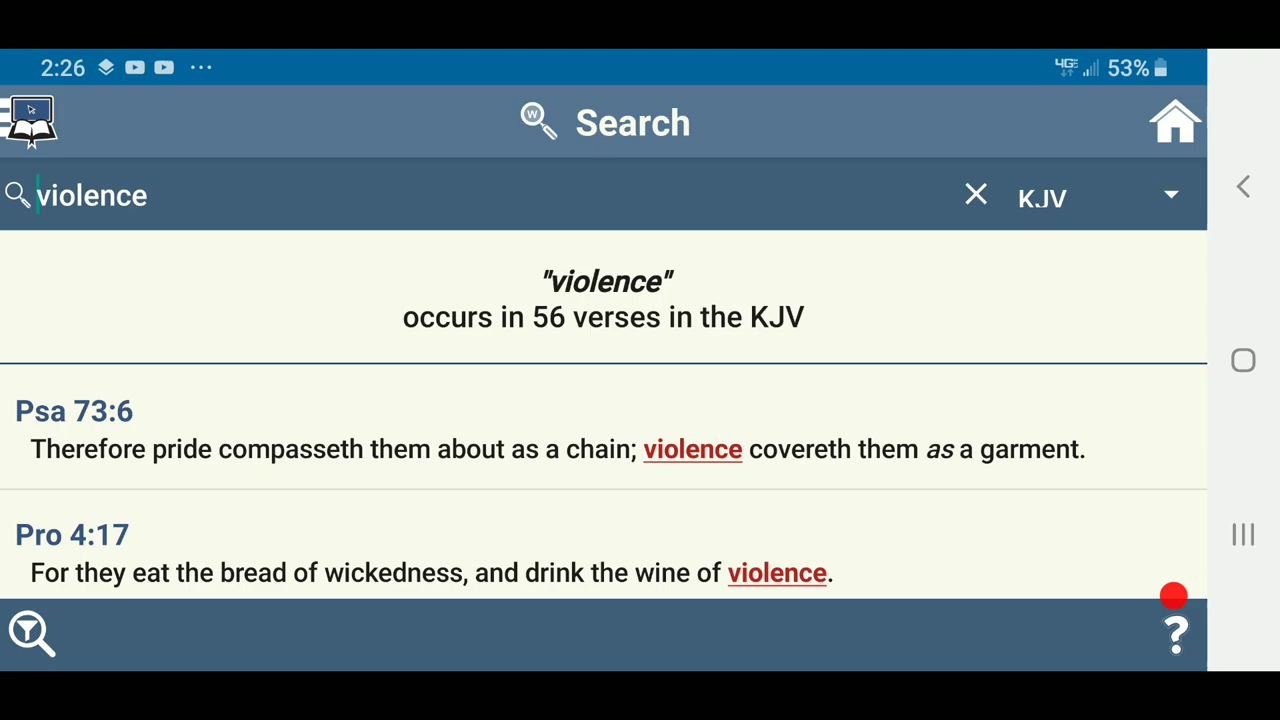 2:26 ... 4GE 53%
W Search
violence KJV
"violence"
occurs in 56 verses in the KJV
Psa 73:6
Therefore pride compasseth them about as a chain; violence covereth them as a garment.
Pro 4:17
For they eat the bread of wickedness, and drink the wine of violence.
?